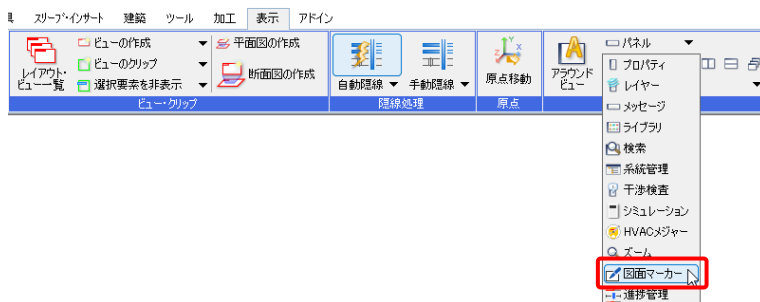 スリーブ・インサート 建築 ツール 加工 表示 アドイン
レイアウト・ビュー一覧
ビューの作成
ビューのクリップ
選択要素を非表示
平面図の作成
断面図の作成
ビュー・クリップ
自動隠線 手動隠線
隠線処理
原点移動
原点
アラウンドビュー
パネル
プロパティ
レイヤー
メッセージ
ライブラリ
検索
系統管理
干渉検査
シミュレーション
HVACメジャー
ズーム
図面マーカー
進捗管理